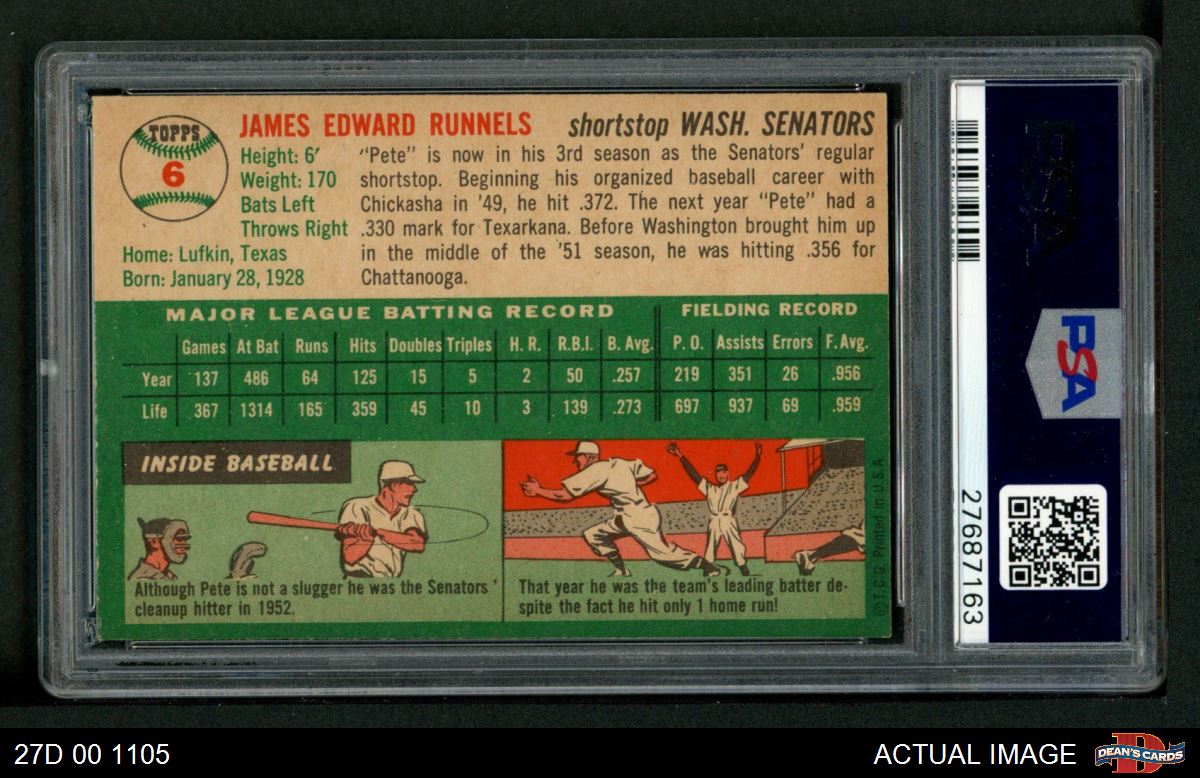 TOPPS
6
JAMES EDWARD RUNNELS shortstop WASH. SENATORS
Height: 6'
Weight: 170
Bats Left
Throws Right
Home: Lufkin, Texas
Born: January 28, 1928
"Pete" is now in his 3rd season as the Senators' regular
shortstop. Beginning his organized baseball career with
Chickasha in '49, he hit .372. The next year "Pete" had a
.330 mark for Texarkana. Before Washington brought him up
in the middle of the '51 season, he was hitting .356 for
Chattanooga.
MAJOR LEAGUE BATTING RECORD FIELDING RECORD
Games At Bat Runs Hits Doubles Triples H. R. R.B.I. B. Avg. P. O. Assists Errors F. Avg.
Year 137 486 64 125 15 5 2 50 .257 219 351 26 .956
Life 367 1314 165 359 45 10 3 139 .273 697 937 69 .959
INSIDE BASEBALL
Although Pete is not a slugger he was the Senators'
cleanup hitter in 1952.
That year he was the team's leading batter de-
spite the fact he hit only 1 home run!
© T.C.G. Printed in U.S.A.
PSA
27687163
27D 00 1105
ACTUAL IMAGE
DEAN'S CARDS